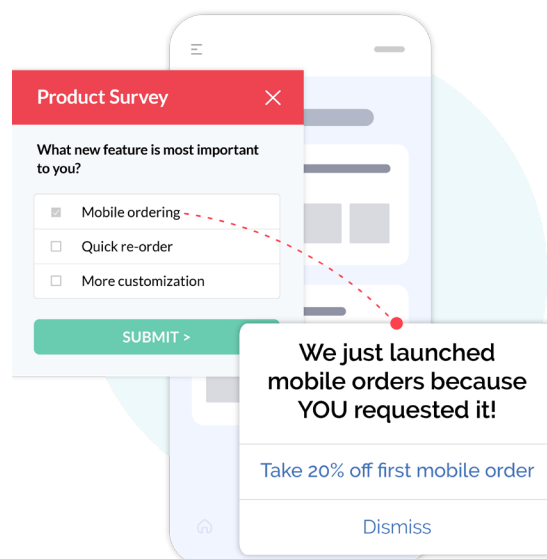 Product Survey
What new feature is most important
to you?
Mobile ordering
Quick re-order
More customization
SUBMIT >
We just launched
mobile orders because
YOU requested it!
Take 20% off first mobile order
Dismiss